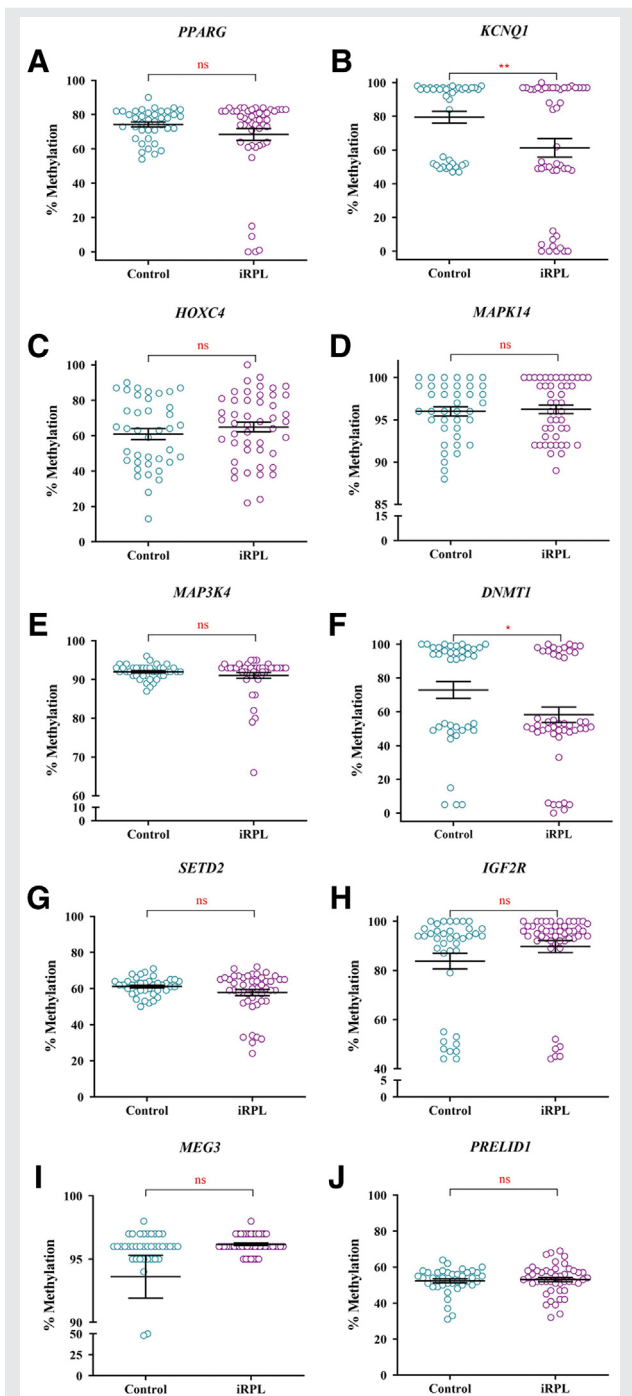 PPARG
KCNQ1
A
B
ns
**
100
80
60
40
20
0
% Methylation
Control
iRPL
100
80
60
40
20
0
% Methylation
Control
iRPL
HOXC4
MAPK14
C
D
ns
ns
100
80
60
40
20
0
% Methylation
Control
iRPL
100
95
90
85
15
0
% Methylation
Control
iRPL
MAP3K4
DNMT1
E
F
ns
*
100
90
80
70
60
10
0
% Methylation
Control
iRPL
100
80
60
40
20
0
% Methylation
Control
iRPL
SETD2
IGF2R
G
H
ns
ns
100
80
60
40
20
0
% Methylation
Control
iRPL
100
80
60
40
5
0
% Methylation
Control
iRPL
MEG3
PRELID1
I
J
ns
ns
100
95
90
50
25
0
% Methylation
Control
iRPL
100
80
60
40
20
0
% Methylation
Control
iRPL